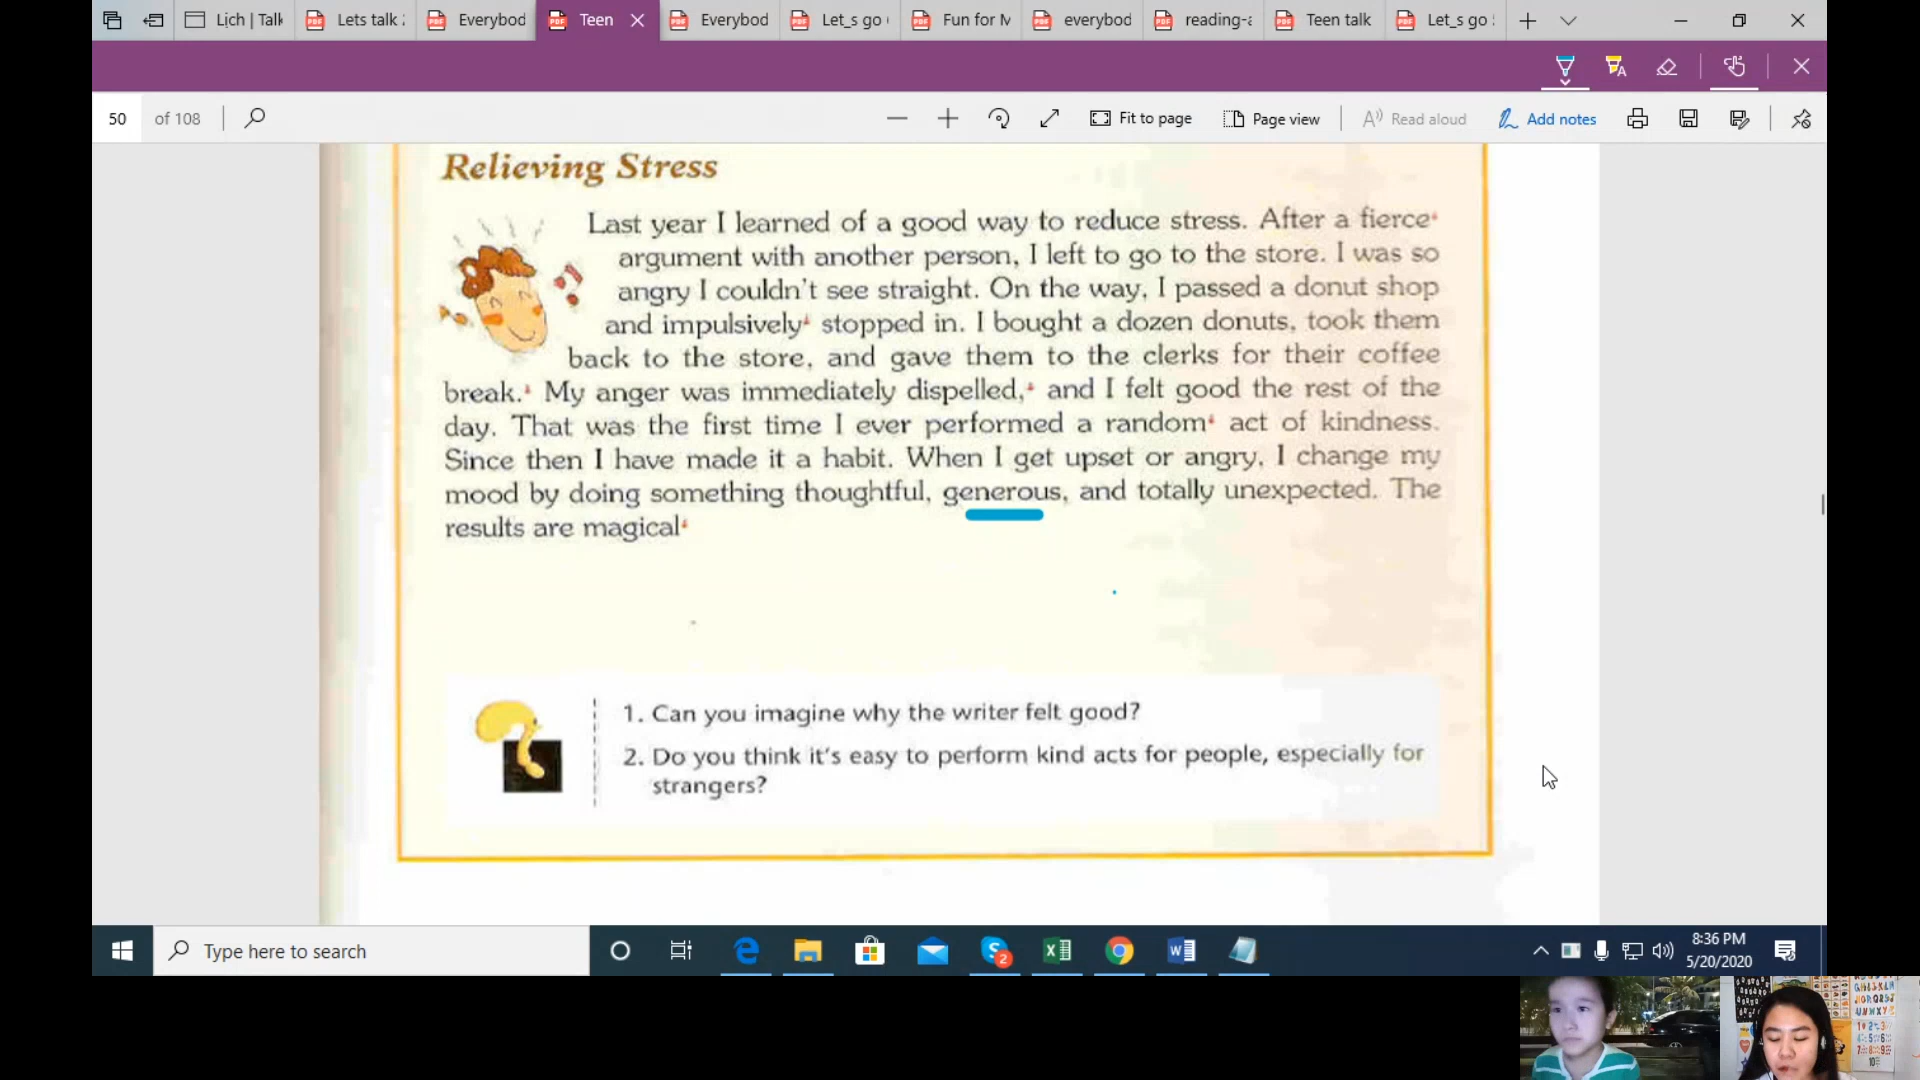 Lịch | Talk
Lets talk 2
Everybod
Teen
Everybod
Let_s go
Fun for M
everybod
reading-a
Teen talk
Let_s go
50 of 108
Fit to page
Page view
Read aloud
Add notes
Relieving Stress
Last year I learned of a good way to reduce stress. After a fierce
argument with another person, I left to go to the store. I was so
angry I couldn't see straight. On the way, I passed a donut shop
and impulsively stopped in. I bought a dozen donuts, took them
back to the store, and gave them to the clerks for their coffee
break. My anger was immediately dispelled, and I felt good the rest of the
day. That was the first time I ever performed a random act of kindness.
Since then I have made it a habit. When I get upset or angry, I change my
mood by doing something thoughtful, generous, and totally unexpected. The
results are magical
1. Can you imagine why the writer felt good?
2. Do you think it's easy to perform kind acts for people, especially for
strangers?
Type here to search
2
8:36 PM
5/20/2020